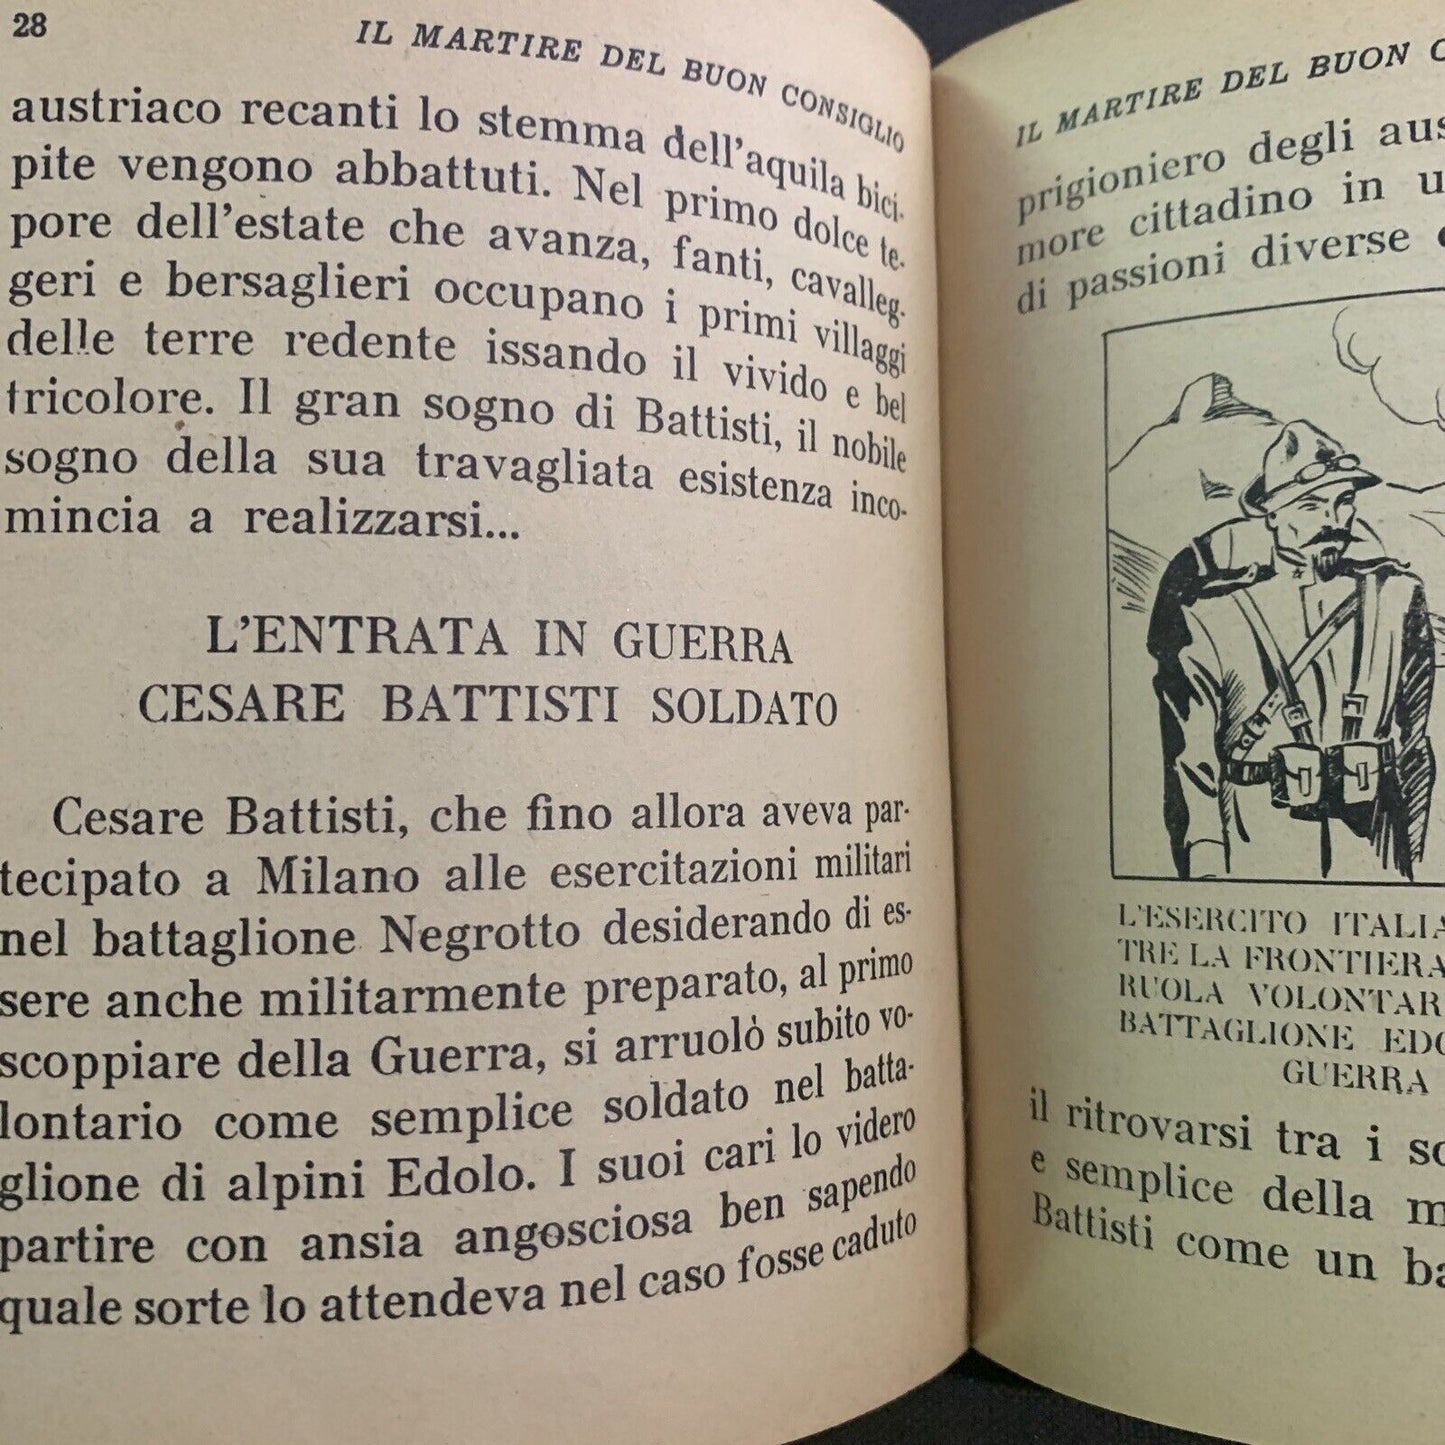 28
IL MARTIRE DEL BUON CONSIGLIO
austriaco recanti lo stemma dell'aquila bici-
pite vengono abbattuti. Nel primo dolce te-
pore dell'estate che avanza, fanti, cavalleg-
geri e bersaglieri occupano i primi villaggi
delle terre redente issando il vivido e bel
tricolore. Il gran sogno di Battisti, il nobile
sogno della sua travagliata esistenza inco-
mincia a realizzarsi...
L'ENTRATA IN GUERRA
CESARE BATTISTI SOLDATO
Cesare Battisti, che fino allora aveva par-
tecipato a Milano alle esercitazioni militari
nel battaglione Negrotto desiderando di es-
sere anche militarmente preparato, al primo
scoppiare della Guerra, si arruolò subito vo-
lontario come semplice soldato nel batta-
glione di alpini Edolo. I suoi cari lo videro
partire con ansia angosciosa ben sapendo
quale sorte lo attendeva nel caso fosse caduto
IL MARTIRE DEL BUON C
prigioniero degli aus
more cittadino in u
di passioni diverse
L'ESERCITO ITALIA
TRE LA FRONTIERA
RUOLA VOLONTAR
BATTAGLIONE EDO
GUERRA
il ritrovarsi tra i so
e semplice della m
Battisti come un ba